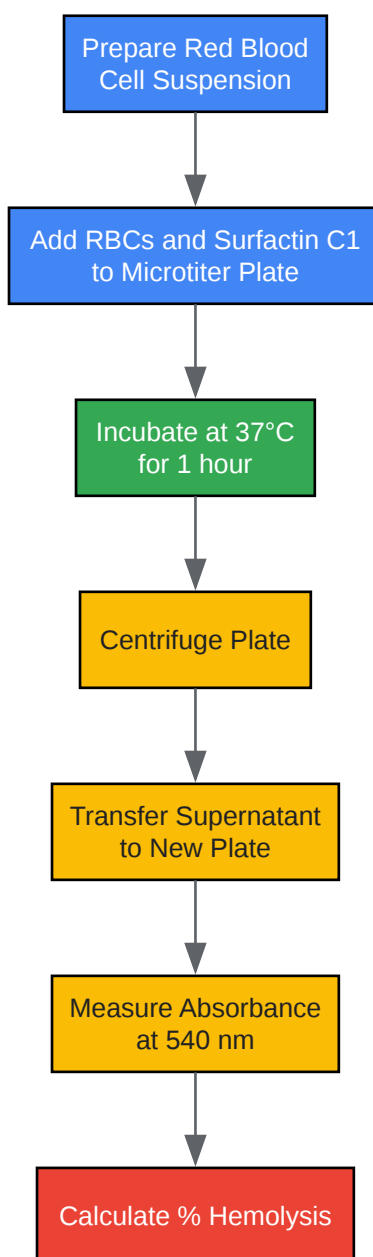 Prepare Red Blood
Cell Suspension
Add RBCs and Surfactin C1
to Microtiter Plate
Incubate at 37°C
for 1 hour
Centrifuge Plate
Transfer Supernatant
to New Plate
Measure Absorbance
at 540 nm
Calculate % Hemolysis